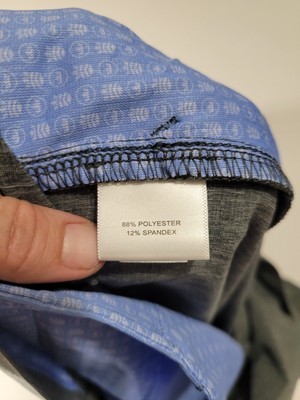 88% POLYESTER
12% SPANDEX